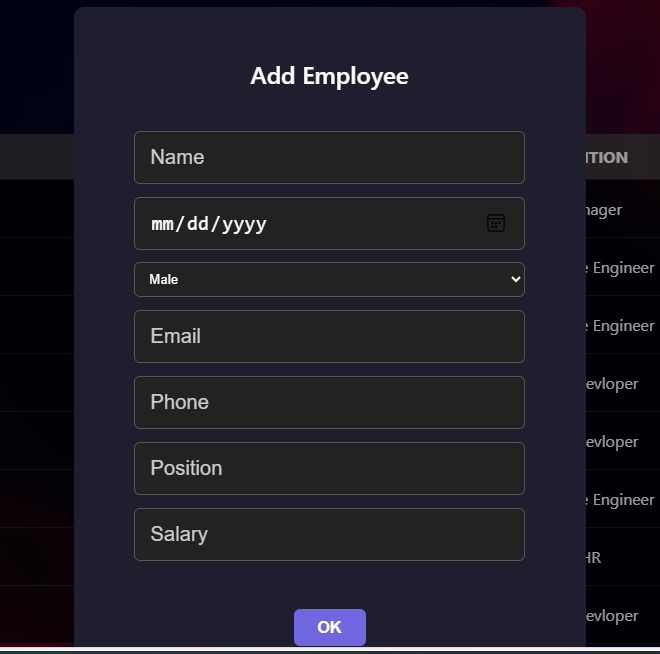 Add Employee
Name
ITION
mm/dd/yyyy
nager
Male
Engineer
Email
Engineer
Phone
evloper
Position
evloper
Engineer
Salary
HR
OK
evloper